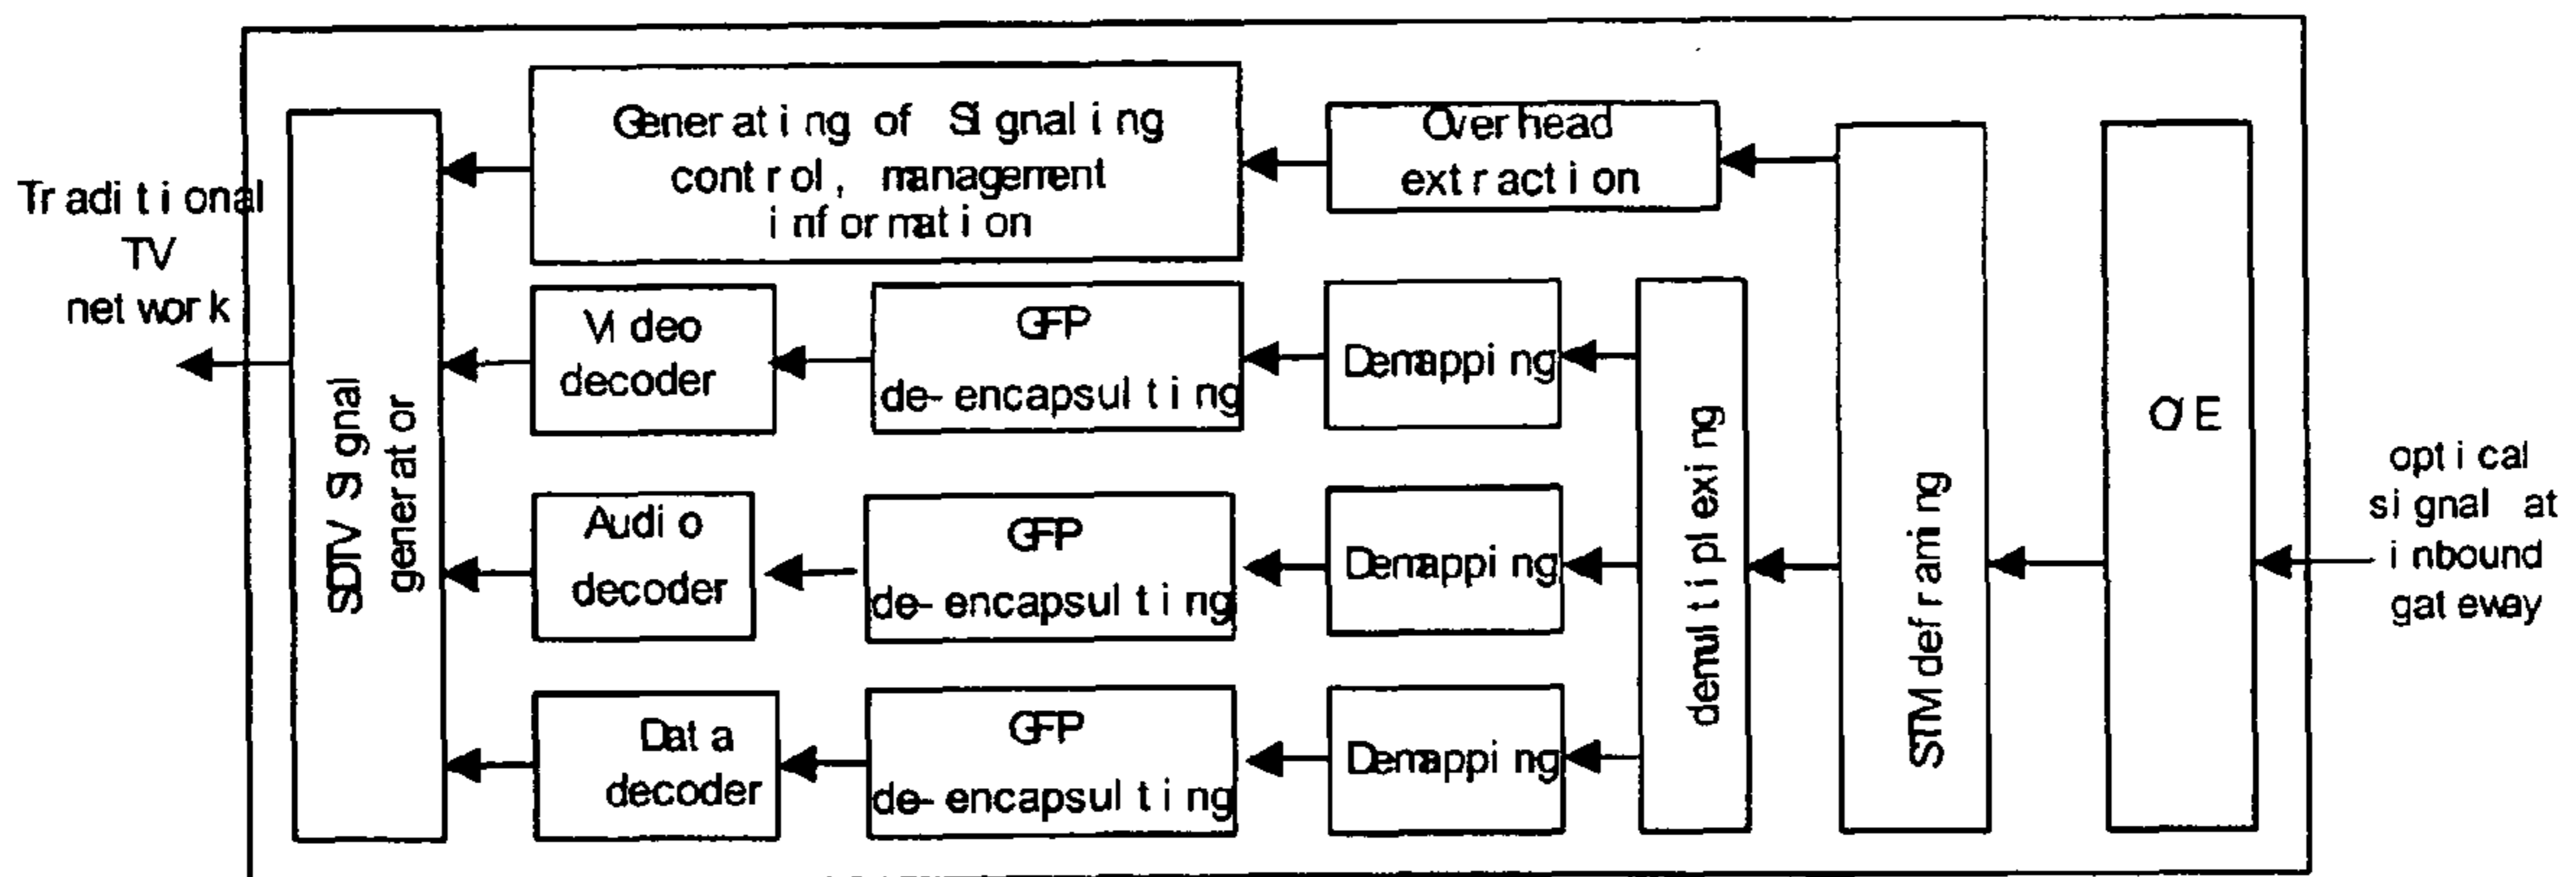 Generating of Signaling
control, management
information
Overhead
extraction
Traditional
TV
network
SDTV Signal
generator
Video
decoder
GFP
de-encapsulting
Demapping
Audio
decoder
GFP
de-encapsulting
Demapping
Data
decoder
GFP
de-encapsulting
Demapping
demultiplexing
STM deframing
O/E
optical
signal at
inbound
gateway